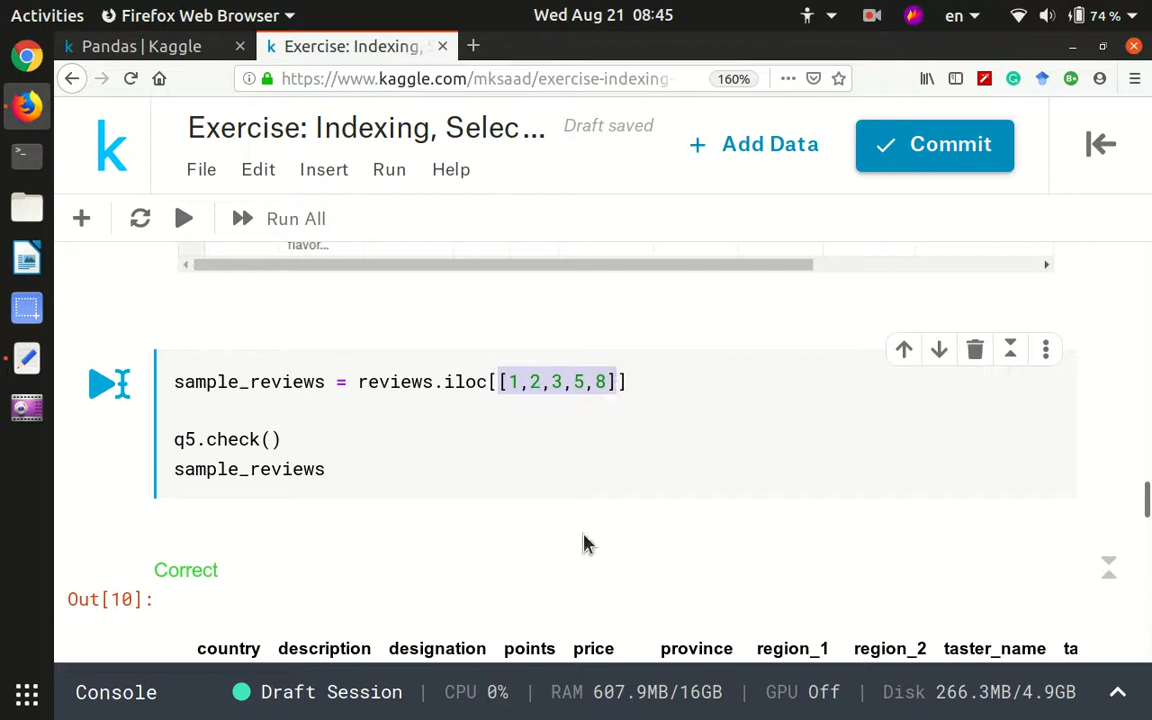 Activities Firefox Web Browser Wed Aug 21 08:45 en 74 %
k Pandas | Kaggle × k Exercise: Indexing, × +
https://www.kaggle.com/mksaad/exercise-indexing- 160%
k Exercise: Indexing, Selec... Draft saved + Add Data Commit
File Edit Insert Run Help
+ Run All
flavor...
sample_reviews = reviews.iloc[[1,2,3,5,8]]
q5.check()
sample_reviews
Correct
Out[10]:
country description designation points price province region_1 region_2 taster_name ta
Console Draft Session | CPU 0% | RAM 607.9MB/16GB | GPU Off | Disk 266.3MB/4.9GB